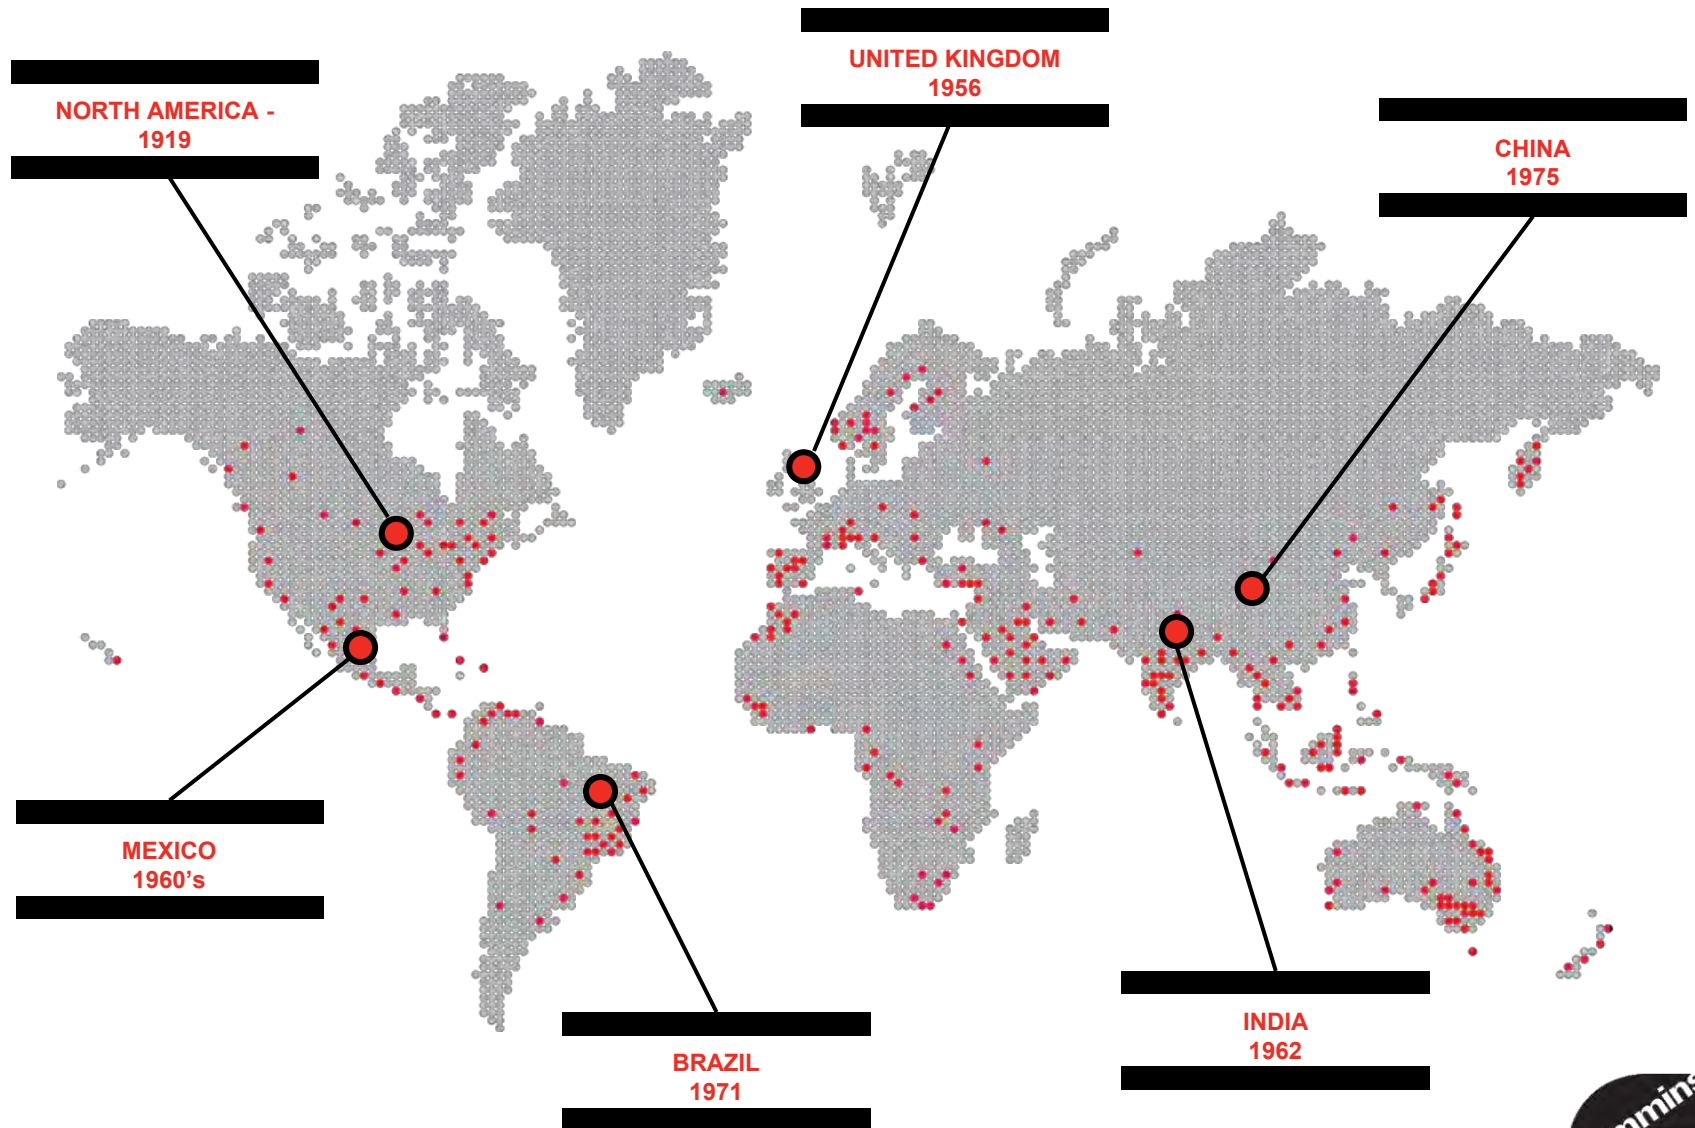 UNITED KINGDOM
1956
NORTH AMERICA -
1919
CHINA
1975
MEXICO
1960's
BRAZIL
1971
INDIA
1962